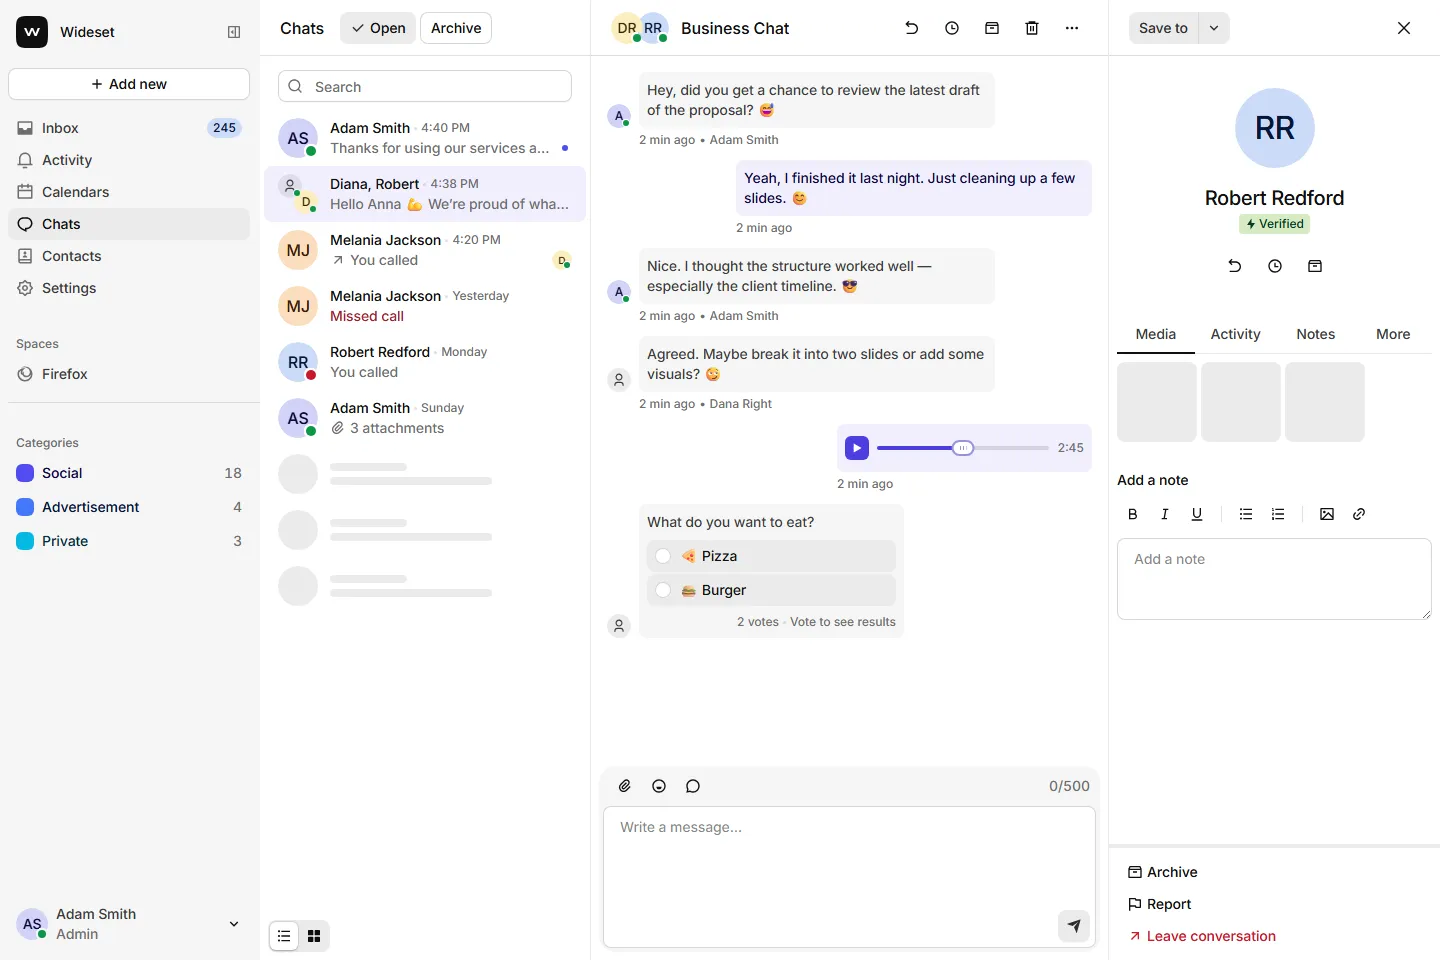 W Wideset
Add new
Inbox 245
Activity
Calendars
Chats
Contacts
Settings
Spaces
Firefox
Categories
Social 18
Advertisement 4
Private 3
AS Adam Smith
Admin
Chats Open Archive
Search
AS Adam Smith · 4:40 PM
Thanks for using our services a...
Diana, Robert · 4:38 PM
D Hello Anna 💪 We're proud of wha...
MJ Melania Jackson · 4:20 PM
You called D
MJ Melania Jackson · Yesterday
Missed call
RR Robert Redford · Monday
You called
AS Adam Smith · Sunday
3 attachments
DR RR Business Chat
Hey, did you get a chance to review the latest draft
of the proposal? 😅
A
2 min ago • Adam Smith
Yeah, I finished it last night. Just cleaning up a few
slides. 😊
2 min ago
Nice. I thought the structure worked well —
especially the client timeline. 😎
A
2 min ago • Adam Smith
Agreed. Maybe break it into two slides or add some
visuals? 🤪
2 min ago • Dana Right
2:45
2 min ago
What do you want to eat?
🍕 Pizza
🍔 Burger
2 votes · Vote to see results
0/500
Write a message...
Save to
RR
Robert Redford
Verified
Media Activity Notes More
Add a note
B I U
Add a note
Archive
Report
Leave conversation